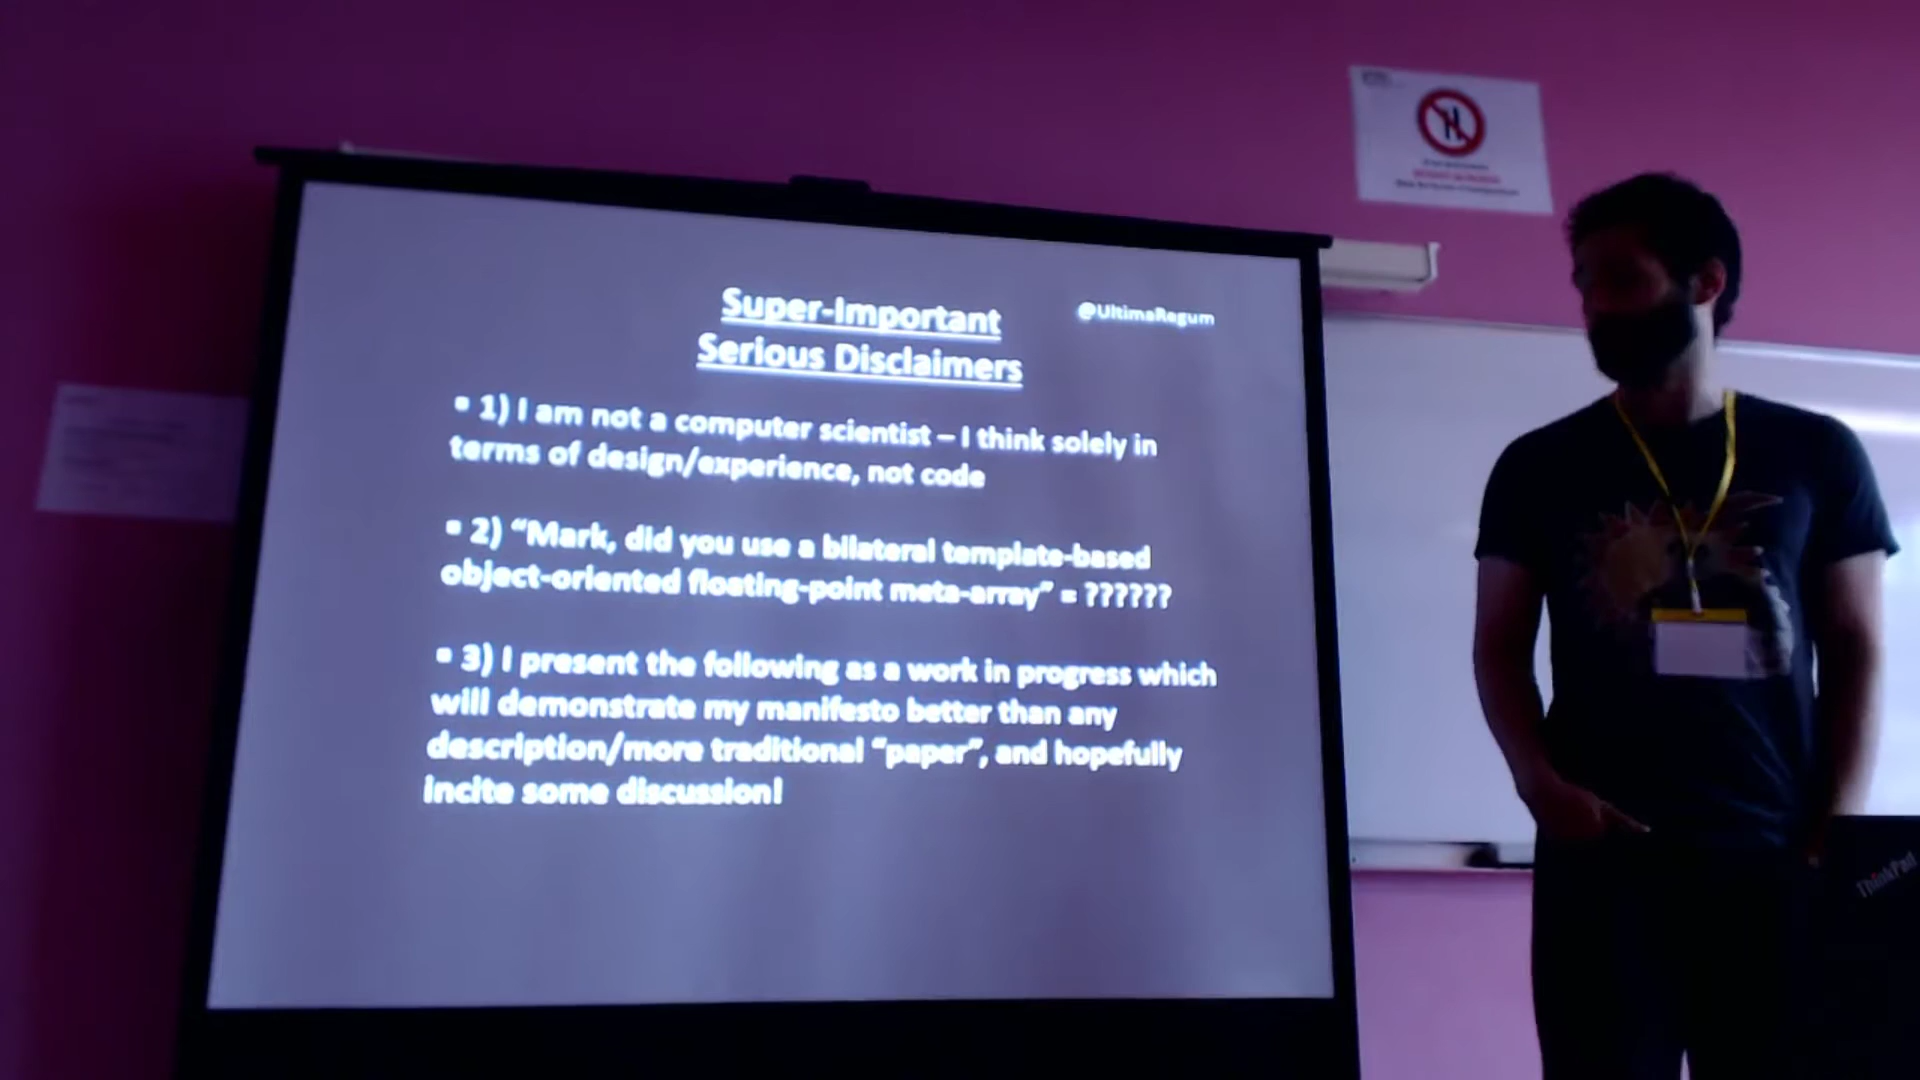 Super-Important
Serious Disclaimers
@UltimaRegum
▪ 1) I am not a computer scientist – I think solely in
terms of design/experience, not code
▪ 2) “Mark, did you use a bilateral template-based
object-oriented floating-point meta-array” = ??????
▪ 3) I present the following as a work in progress which
will demonstrate my manifesto better than any
description/more traditional “paper”, and hopefully
incite some discussion!
ThinkPad